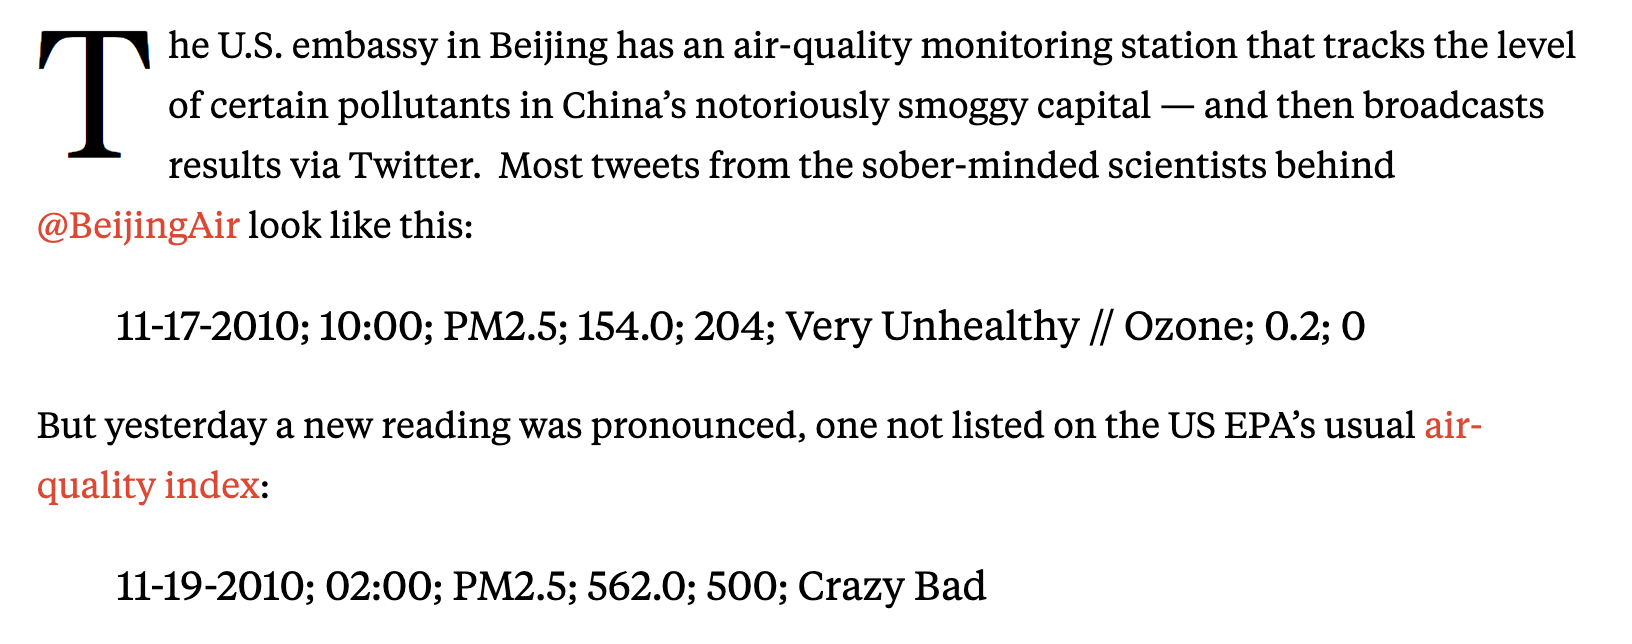 The U.S. embassy in Beijing has an air-quality monitoring station that tracks the level
of certain pollutants in China’s notoriously smoggy capital — and then broadcasts
results via Twitter.  Most tweets from the sober-minded scientists behind
@BeijingAir look like this:
11-17-2010; 10:00; PM2.5; 154.0; 204; Very Unhealthy // Ozone; 0.2; 0
But yesterday a new reading was pronounced, one not listed on the US EPA’s usual air-
quality index:
11-19-2010; 02:00; PM2.5; 562.0; 500; Crazy Bad